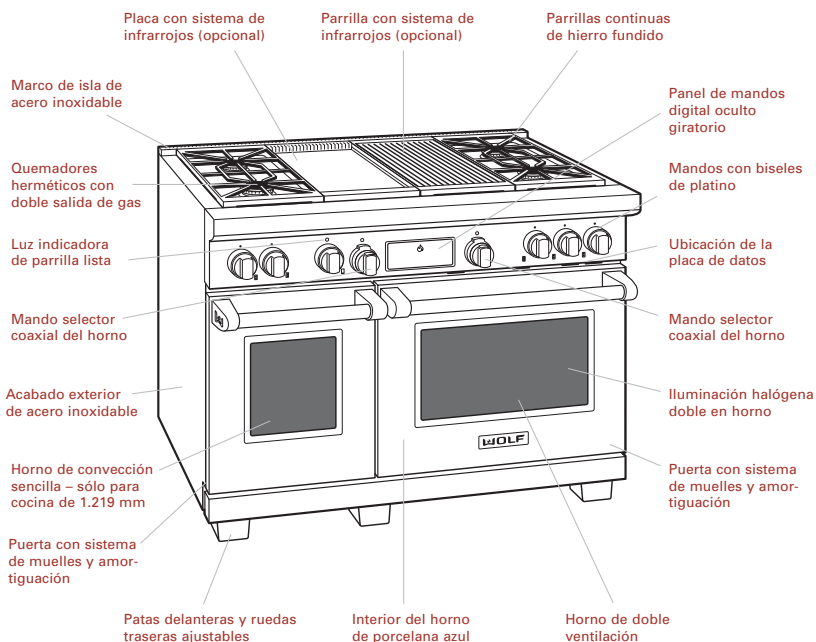 Placa con sistema de
infrarrojos (opcional)
Parrilla con sistema de
infrarrojos (opcional)
Parrillas continuas
de hierro fundido
Marco de isla de
acero inoxidable
Panel de mandos
digital oculto
giratorio
Quemadores
herméticos con
doble salida de gas
Mandos con biseles
de platino
Luz indicadora
de parrilla lista
Ubicación de la
placa de datos
Mando selector
coaxial del horno
Mando selector
coaxial del horno
Acabado exterior
de acero inoxidable
Iluminación halógena
doble en horno
WOLF
Horno de convección
sencilla – sólo para
cocina de 1.219 mm
Puerta con sistema
de muelles y amor-
tiguación
Puerta con sistema
de muelles y amor-
tiguación
Patas delanteras y ruedas
traseras ajustables
Interior del horno
de porcelana azul
Horno de doble
ventilación